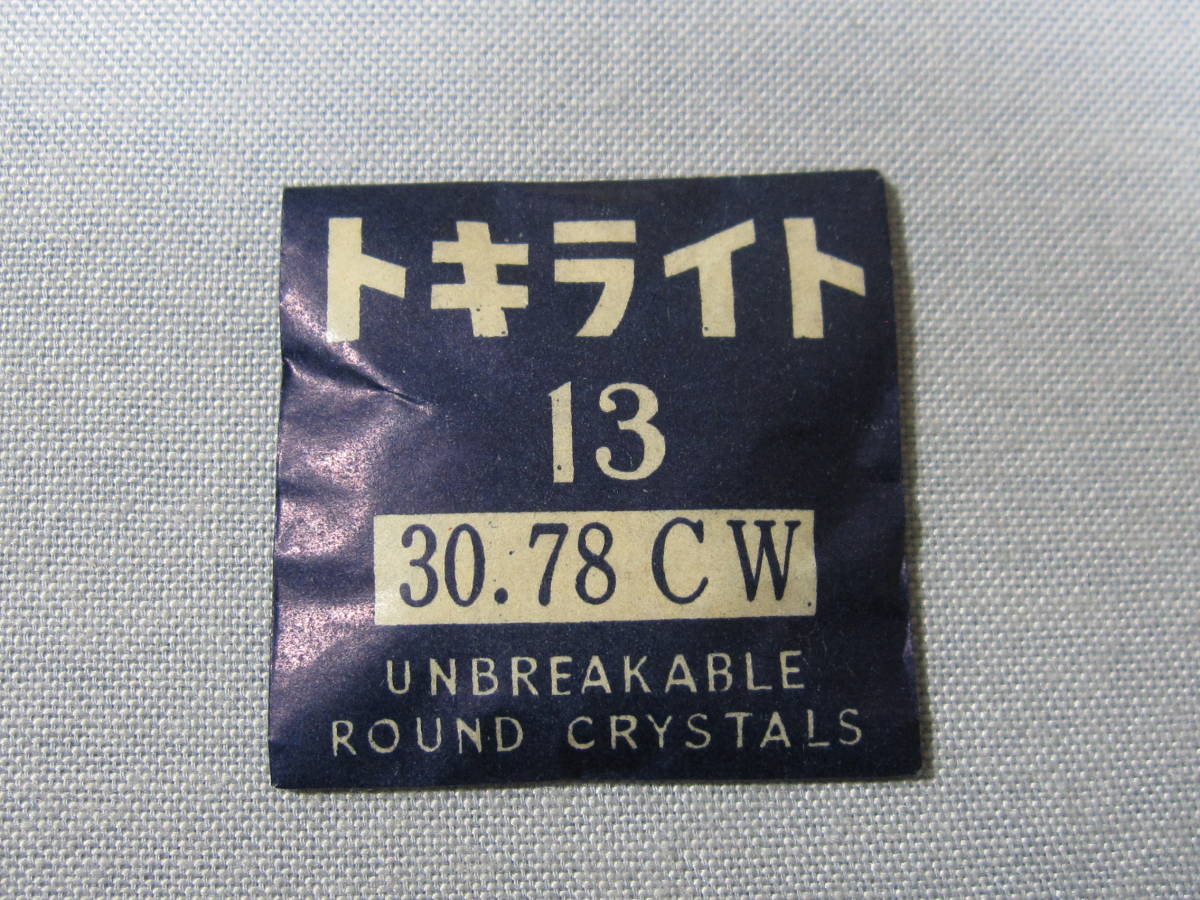 トキライト
13
30.78 CW
UNBREAKABLE
ROUND CRYSTALS